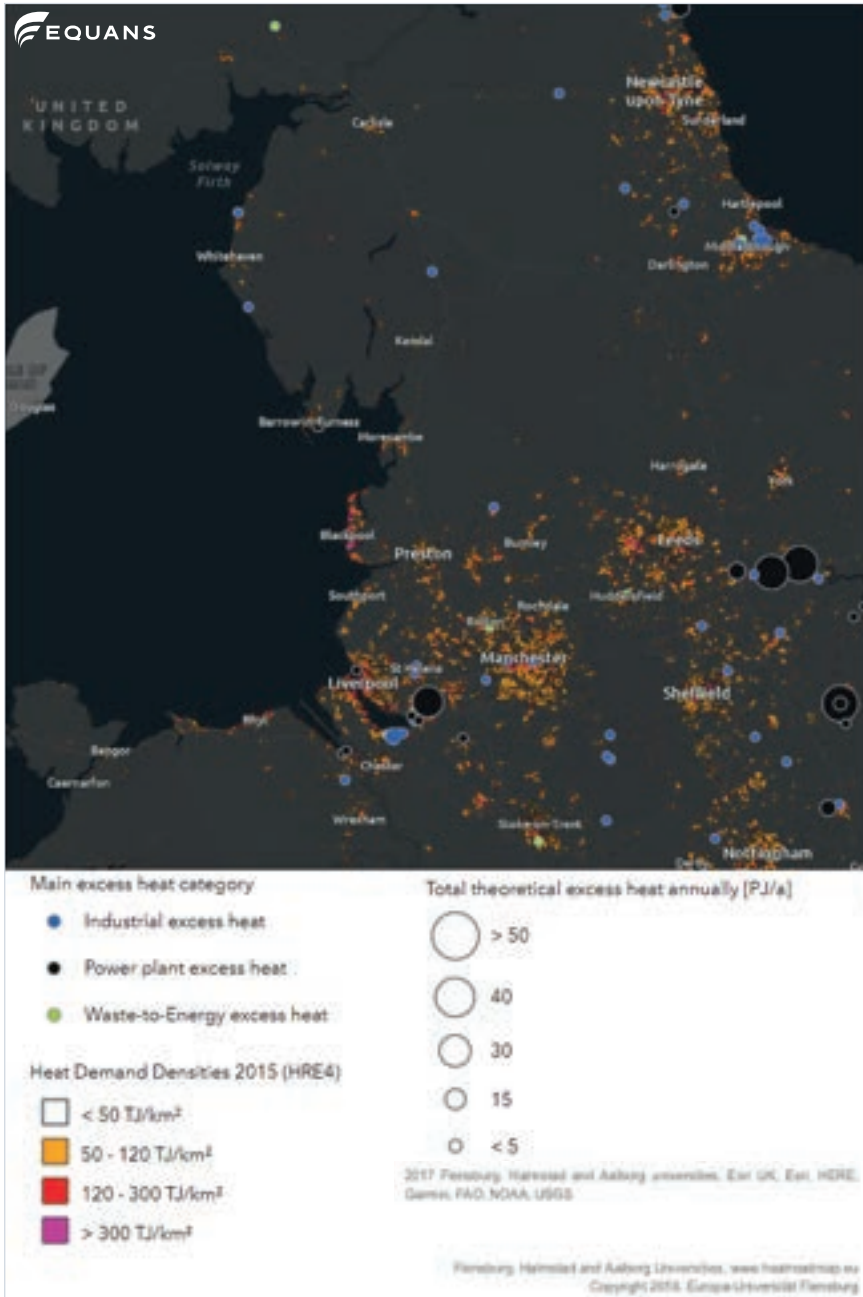 EQUANS
UNITED
KINGDOM
Newcastle
upon Tyne
Carlisle
Sunderland
Solway
Firth
Hartlepool
Whitehaven
Darlington
Kendal
Douglas
Barrow-in-Furness
Morecambe
Harrogate
York
Blackpool
Preston
Burnley
Leeds
Southport
Huddersfield
Rochdale
Bolton
St Helens
Manchester
Liverpool
Sheffield
Rhyl
Bangor
Chester
Caernarfon
Wrexham
Stoke-on-Trent
Nottingham
Main excess heat category
Industrial excess heat
Power plant excess heat
Waste-to-Energy excess heat
Heat Demand Densities 2015 (HRE4)
< 50 TJ/km²
50 - 120 TJ/km²
120 - 300 TJ/km²
> 300 TJ/km²
Total theoretical excess heat annually [PJ/a]
> 50
40
30
15
< 5
2017 Flensburg, Halmstad and Aalborg universities, Esri UK, Esri, HERE,
Garmin, FAO, NOAA, USGS
Flensburg, Halmstad and Aalborg Universities, www.heatroadmap.eu
Copyright 2018, Europa-Universität Flensburg